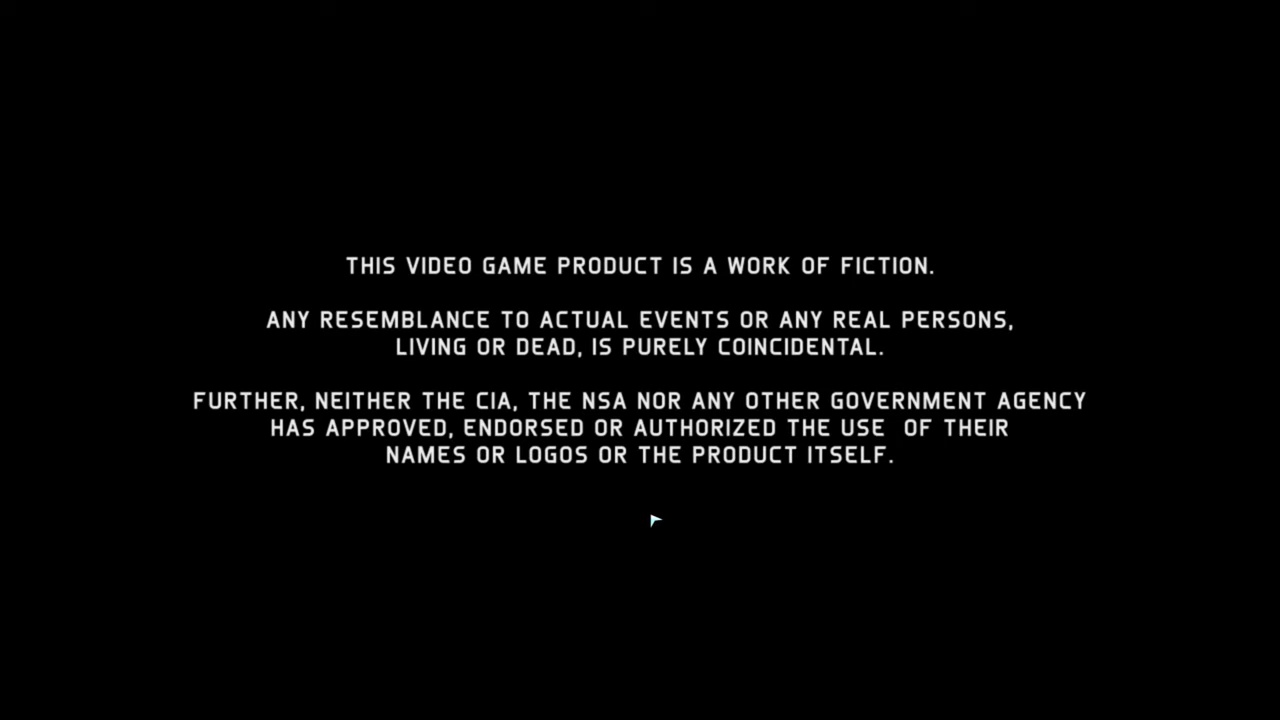 THIS VIDEO GAME PRODUCT IS A WORK OF FICTION.
ANY RESEMBLANCE TO ACTUAL EVENTS OR ANY REAL PERSONS,
LIVING OR DEAD, IS PURELY COINCIDENTAL.
FURTHER, NEITHER THE CIA, THE NSA NOR ANY OTHER GOVERNMENT AGENCY
HAS APPROVED, ENDORSED OR AUTHORIZED THE USE  OF THEIR
NAMES OR LOGOS OR THE PRODUCT ITSELF.